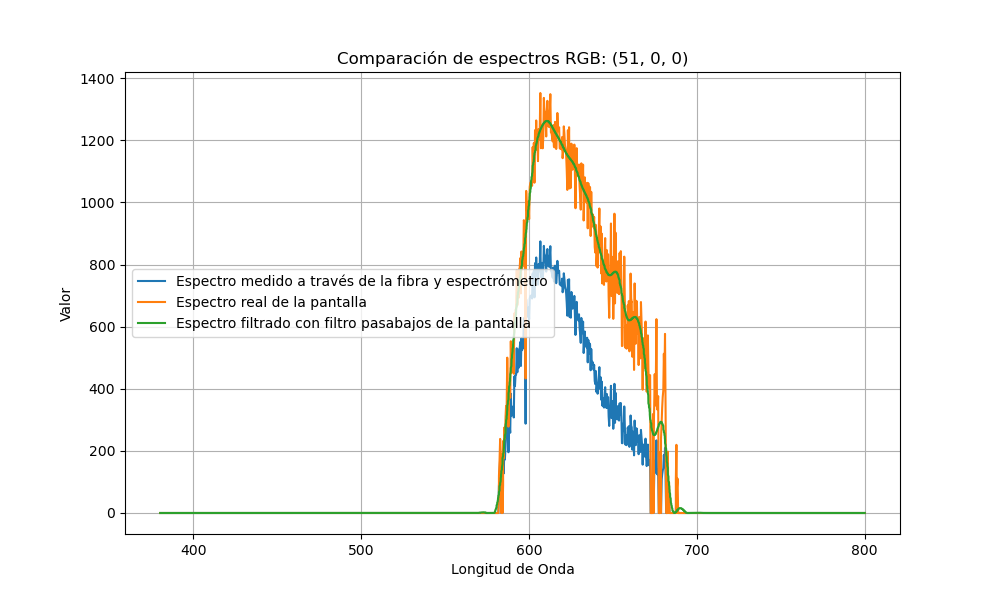 Comparación de espectros RGB: (51, 0, 0)
1400
1200
1000
800
600
400
200
0
Valor
Espectro medido a través de la fibra y espectrómetro
Espectro real de la pantalla
Espectro filtrado con filtro pasabajos de la pantalla
400 500 600 700 800
Longitud de Onda